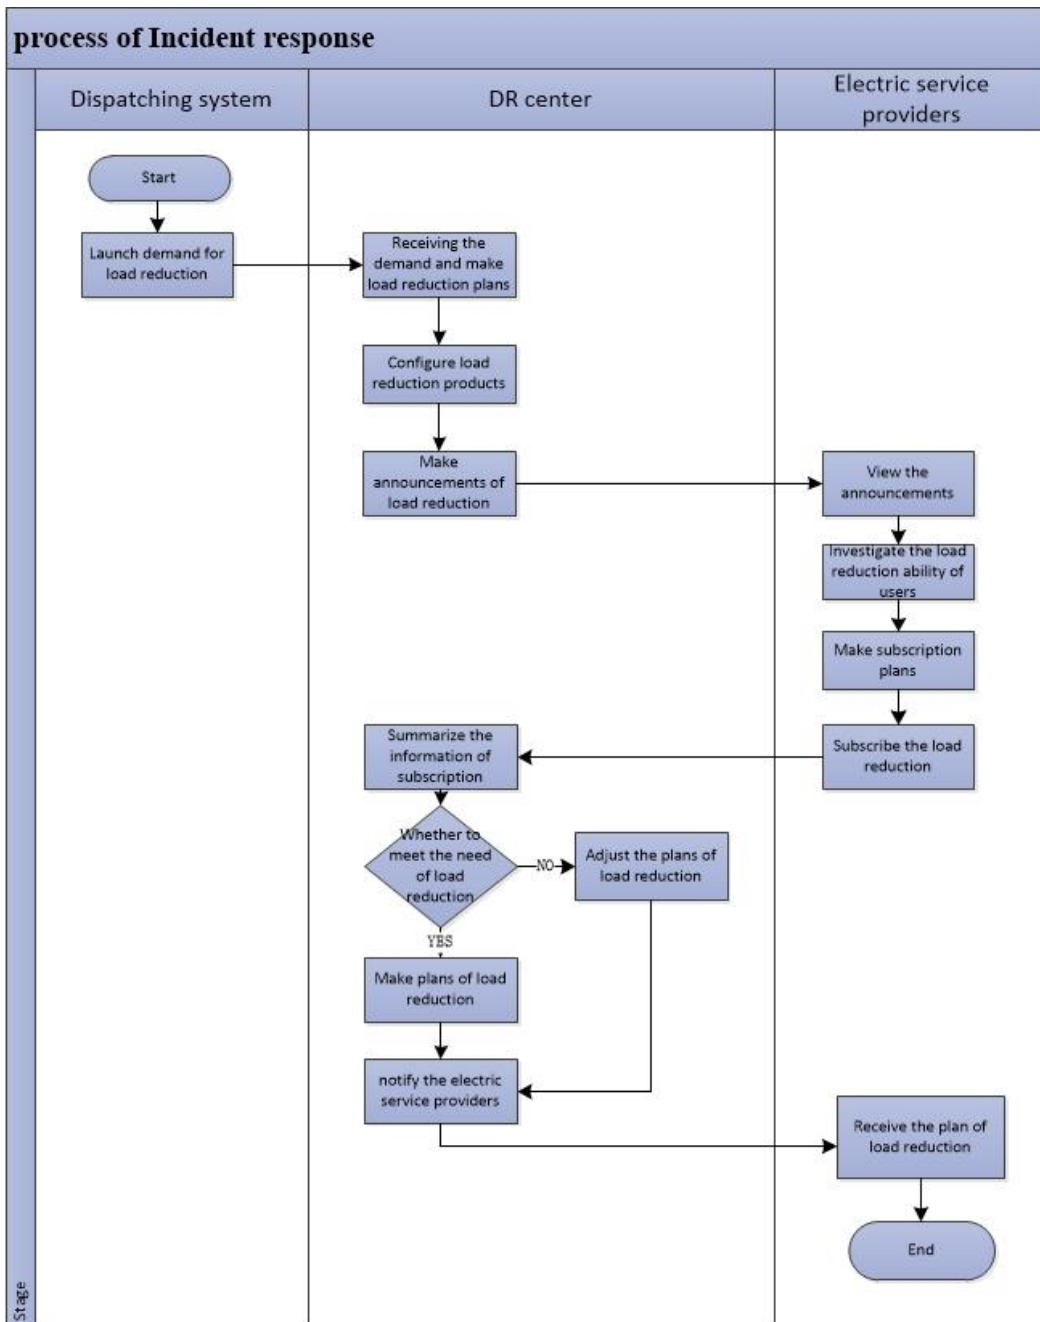 process of Incident response
Dispatching system
DR center
Electric service
providers
Start
Launch demand for
load reduction
Receiving the
demand and make
load reduction plans
Configure load
reduction products
Make
announcements of
load reduction
View the
announcements
Investigate the load
reduction ability of
users
Make subscription
plans
Subscribe the load
reduction
Summarize the
information of
subscription
Whether to
meet the need
of load
reduction
NO
Adjust the plans of
load reduction
YES
Make plans of load
reduction
notify the electric
service providers
Receive the plan of
load reduction
End
Stage